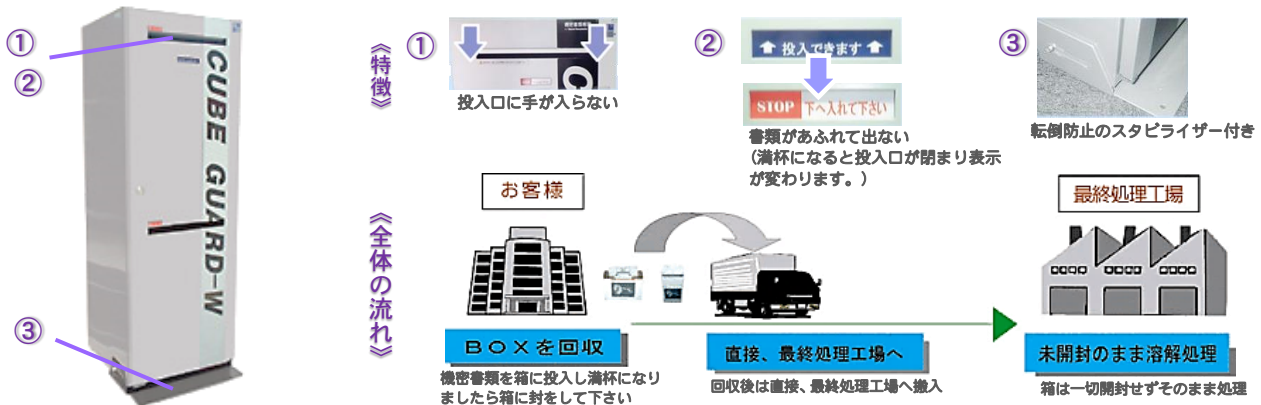 ①
②
③
CUBE GUARD-W
《特徴》
①
投入口に手が入らない
②
投入できます
STOP 下へ入れて下さい
書類があふれて出ない
(満杯になると投入口が閉まり表示
が変わります。)
③
転倒防止のスタビライザー付き
《全体の流れ》
お客様
BOXを回収
機密書類を箱に投入し満杯になり
ましたら箱に封をして下さい
直接、最終処理工場へ
回収後は直接、最終処理工場へ搬入
最終処理工場
未開封のまま溶解処理
箱は一切開封せずそのまま処理